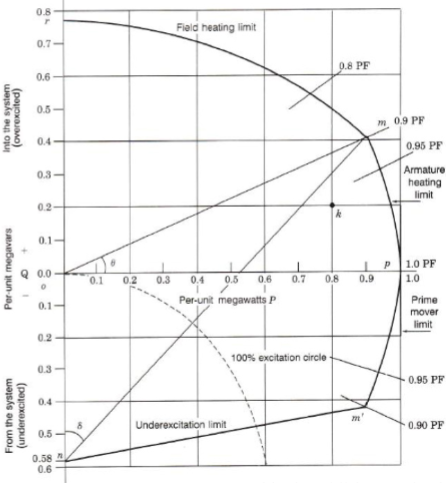 0.8
r
Field heating limit
0.7
0.8 PF
0.6
0.5
m 0.9 PF
0.4
0.95 PF
Into the system
(overexcited)
0.3
Armature
heating
limit
0.2
k
0.1
θ
p
1.0 PF
Per-unit megavars
Q
+
−
0.0
o
0.1 0.2 0.3 0.4 0.5 0.6 0.7 0.8 0.9 1.0
Per-unit megawatts P
0.1
Prime
mover
limit
0.2
100% excitation circle
0.3
0.95 PF
From the system
(underexcited)
0.4
m'
0.90 PF
Underexcitation limit
δ
0.5
0.58 n
0.6